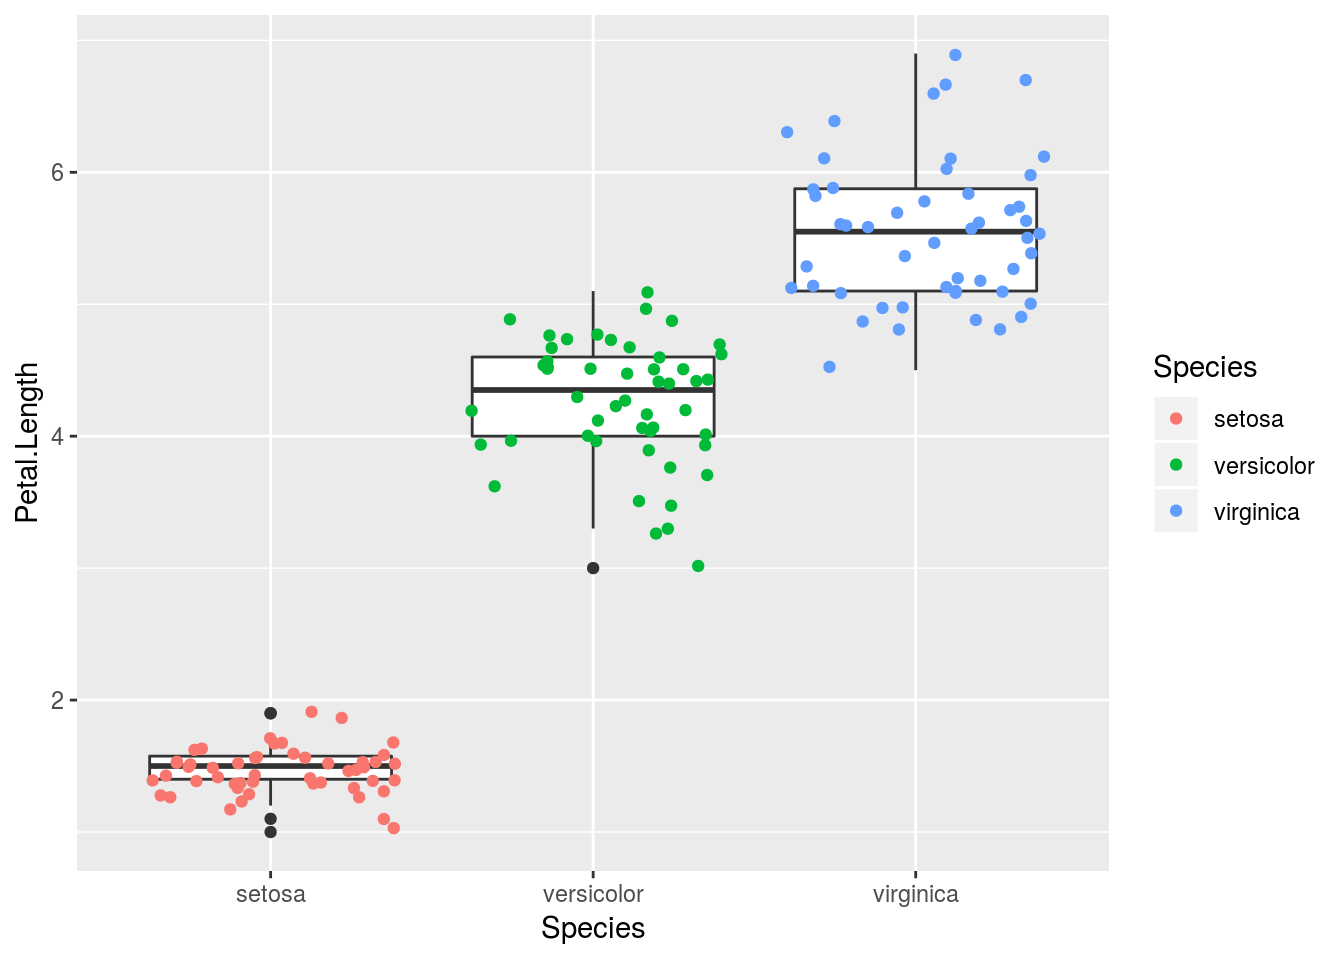 Petal.Length
6
4
2
setosa
versicolor
virginica
Species
Species
setosa
versicolor
virginica